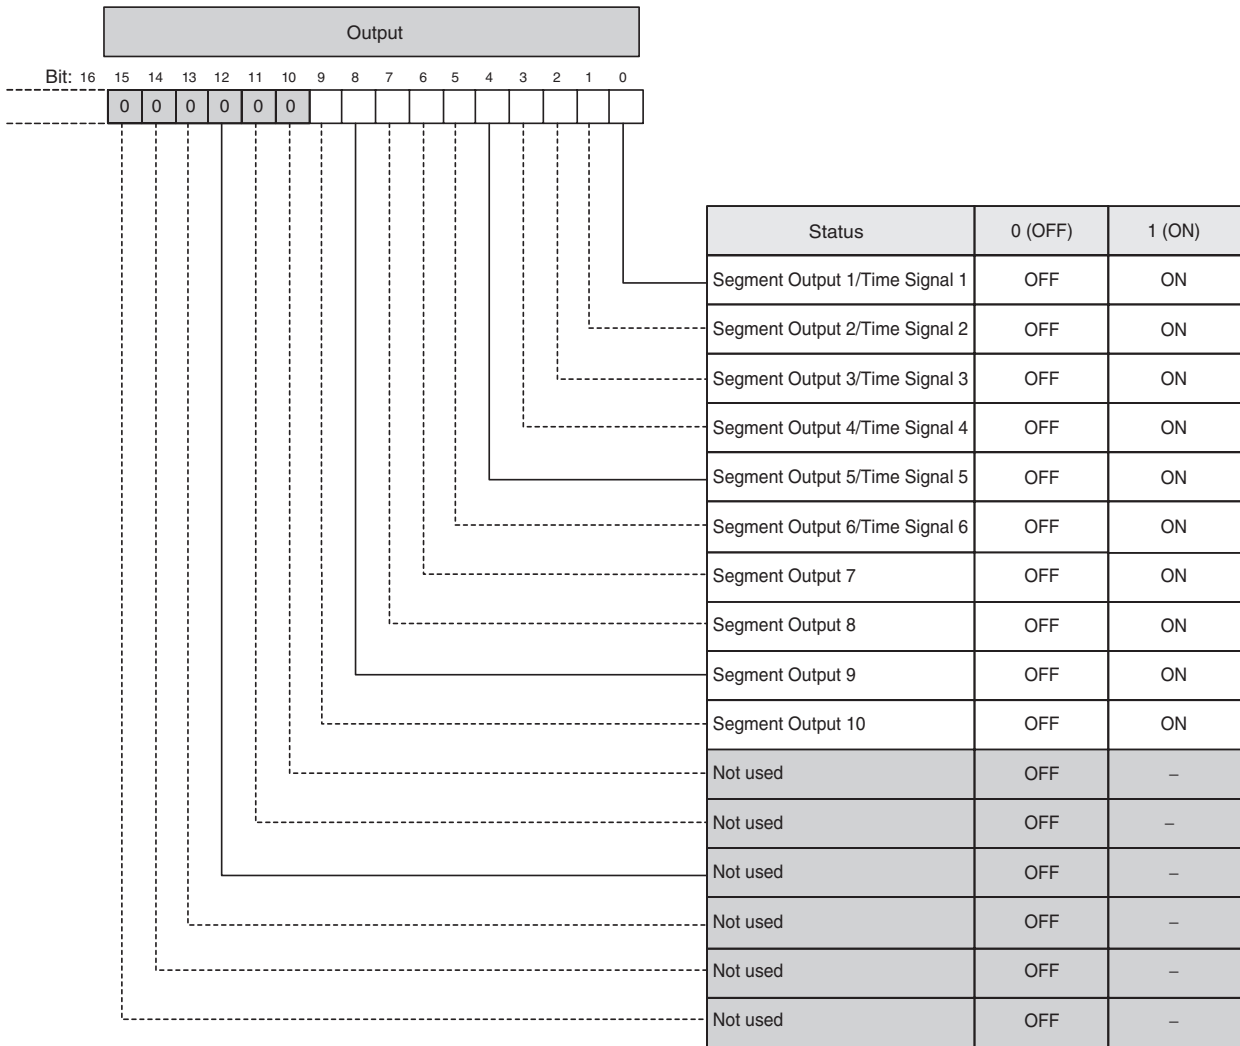 Output
Bit: 16 15 14 13 12 11 10 9 8 7 6 5 4 3 2 1 0
0 0 0 0 0 0
Status 0 (OFF) 1 (ON)
Segment Output 1/Time Signal 1 OFF ON
Segment Output 2/Time Signal 2 OFF ON
Segment Output 3/Time Signal 3 OFF ON
Segment Output 4/Time Signal 4 OFF ON
Segment Output 5/Time Signal 5 OFF ON
Segment Output 6/Time Signal 6 OFF ON
Segment Output 7 OFF ON
Segment Output 8 OFF ON
Segment Output 9 OFF ON
Segment Output 10 OFF ON
Not used OFF –
Not used OFF –
Not used OFF –
Not used OFF –
Not used OFF –
Not used OFF –